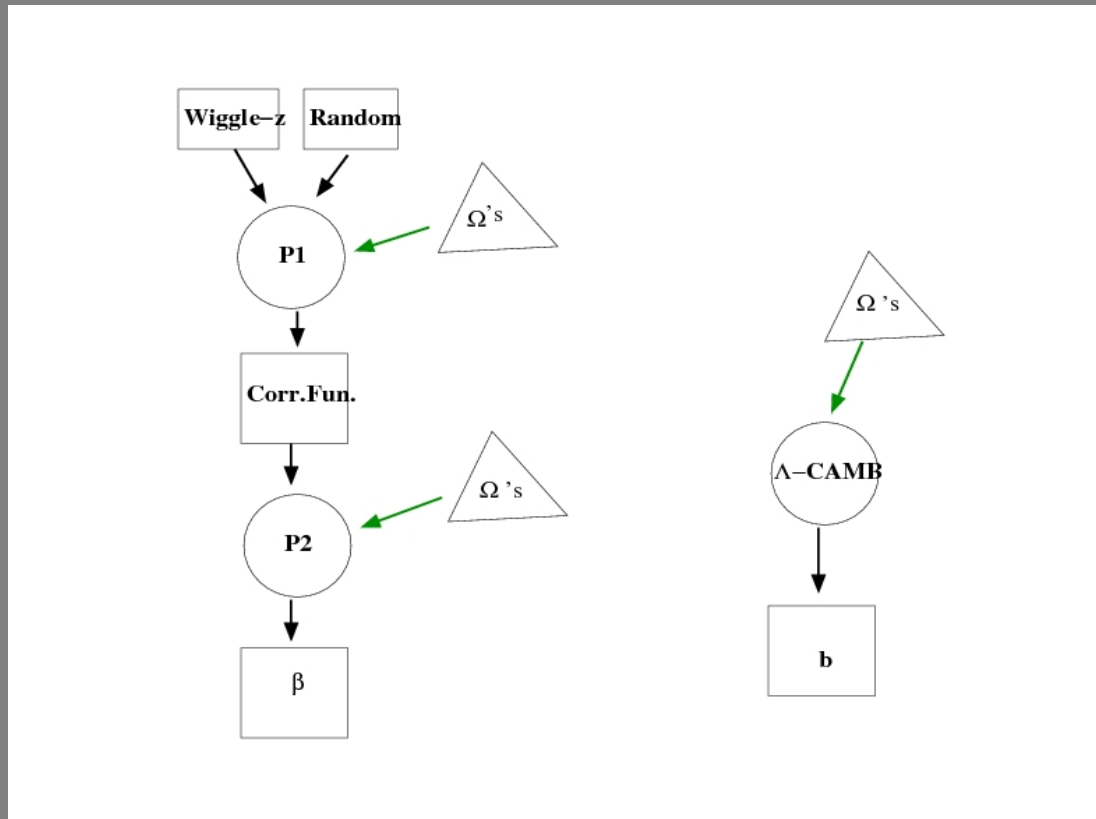 Wiggle−z
Random
Ω's
P1
Ω 's
Corr.Fun.
Λ−CAMB
Ω 's
P2
b
β